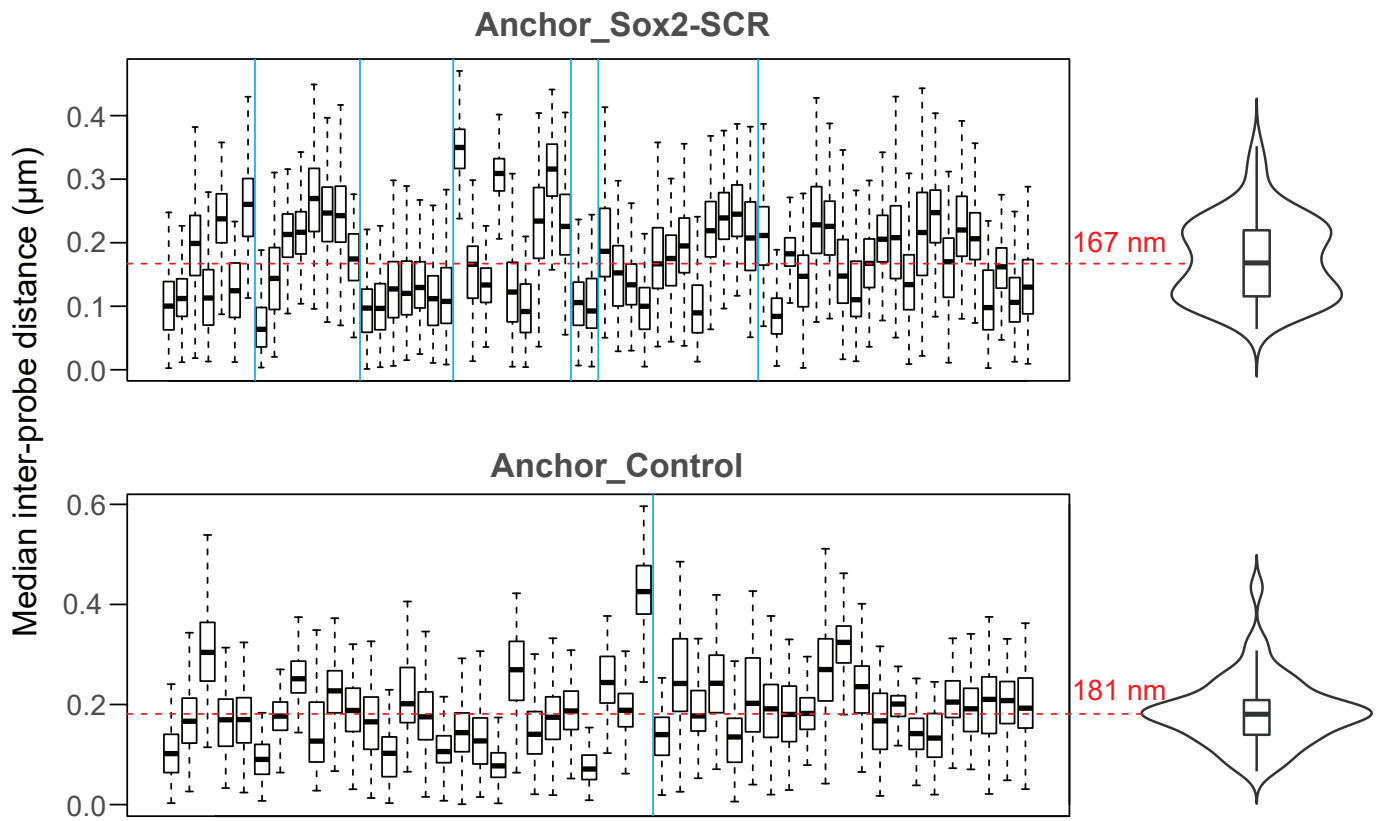 Anchor_Sox2-SCR
Median inter-probe distance (μm)
0.4
0.3
0.2
0.1
0.0
167 nm
Anchor_Control
0.6
0.4
0.2
0.0
181 nm